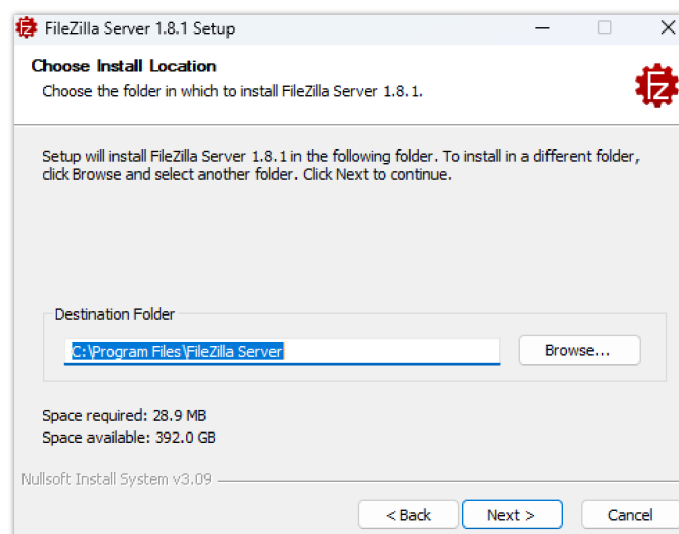 FileZilla Server 1.8.1 Setup
Choose Install Location
Choose the folder in which to install FileZilla Server 1.8.1.
Fz
Setup will install FileZilla Server 1.8.1 in the following folder. To install in a different folder,
click Browse and select another folder. Click Next to continue.
Destination Folder
C:\Program Files\FileZilla Server
Browse...
Space required: 28.9 MB
Space available: 392.0 GB
Nullsoft Install System v3.09
< Back
Next >
Cancel